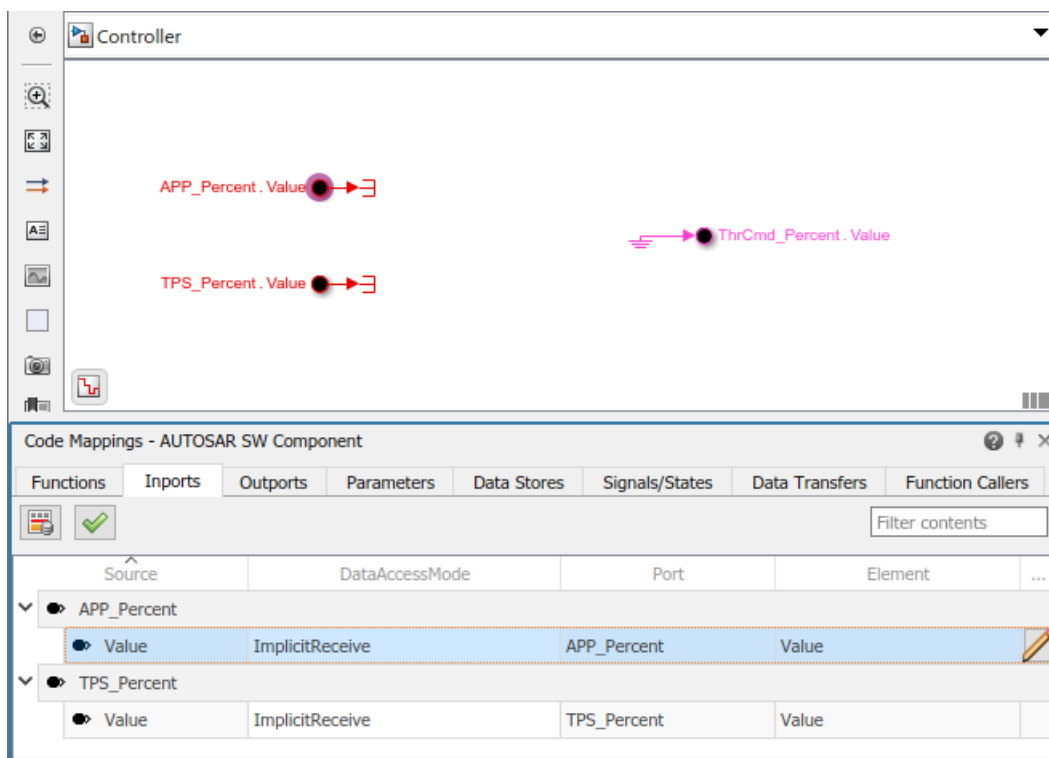 Controller
APP_Percent . Value
ThrCmd_Percent . Value
TPS_Percent . Value
Code Mappings - AUTOSAR SW Component
Functions Inports Outports Parameters Data Stores Signals/States Data Transfers Function Callers
Filter contents
Source DataAccessMode Port Element ...
APP_Percent
Value ImplicitReceive APP_Percent Value
TPS_Percent
Value ImplicitReceive TPS_Percent Value